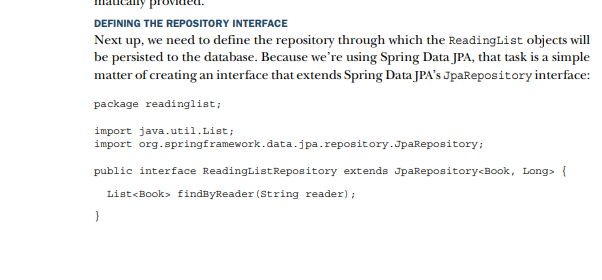 matically provided.
DEFINING THE REPOSITORY INTERFACE
Next up, we need to define the repository through which the ReadingList objects will
be persisted to the database. Because we're using Spring Data JPA, that task is a simple
matter of creating an interface that extends Spring Data JPA's JpaRepository interface:
package readinglist;
import java.util.List;
import org.springframework.data.jpa.repository.JpaRepository;
public interface ReadingListRepository extends JpaRepository<Book, Long> {
List<Book> findByReader(String reader);
}